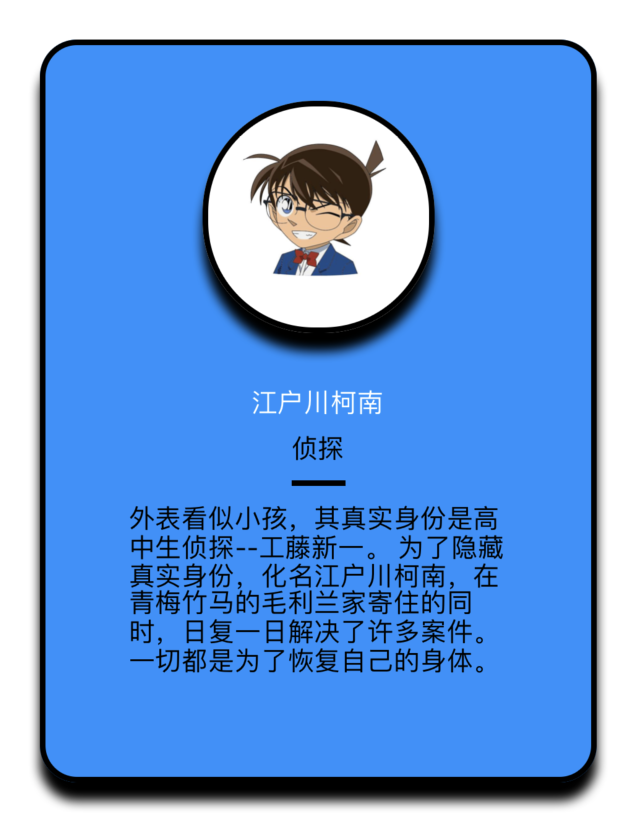 江户川柯南
侦探
外表看似小孩，其真实身份是高
中生侦探--工藤新一。 为了隐藏
真实身份，化名江户川柯南，在
青梅竹马的毛利兰家寄住的同
时，日复一日解决了许多案件。
一切都是为了恢复自己的身体。